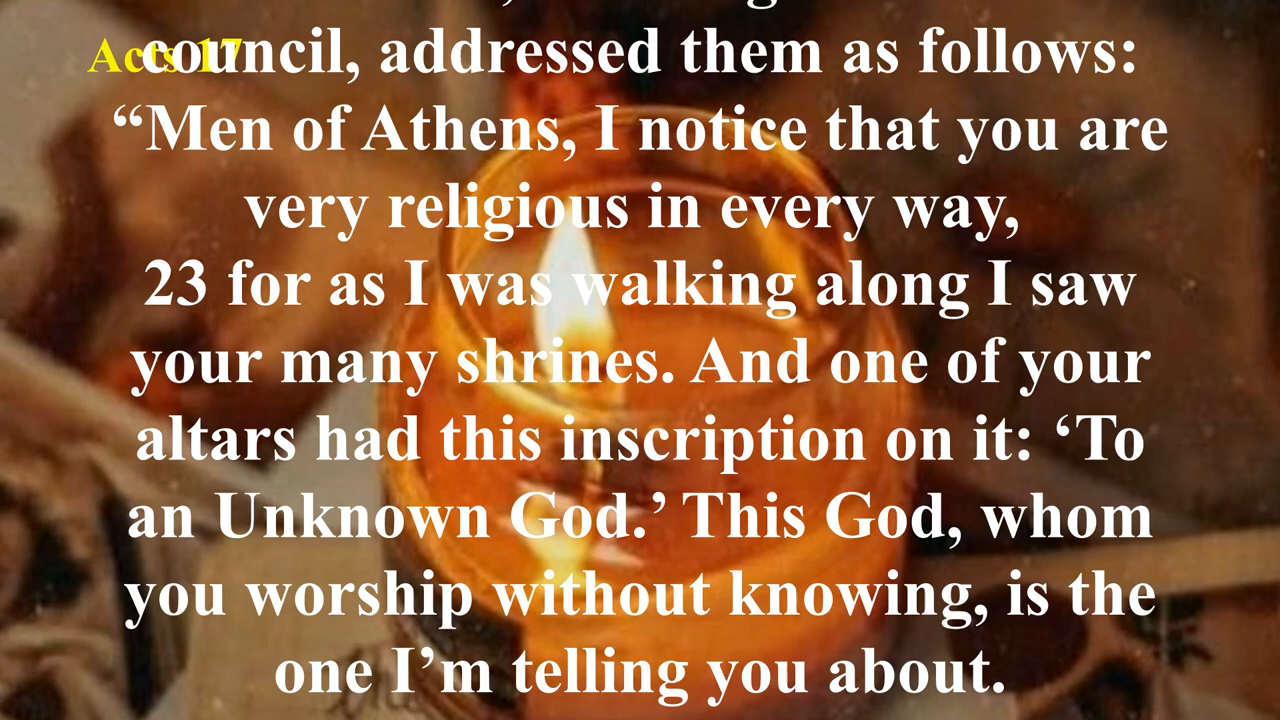 Acts 17
council, addressed them as follows:
“Men of Athens, I notice that you are
very religious in every way,
23 for as I was walking along I saw
your many shrines. And one of your
altars had this inscription on it: ‘To
an Unknown God.’ This God, whom
you worship without knowing, is the
one I’m telling you about.